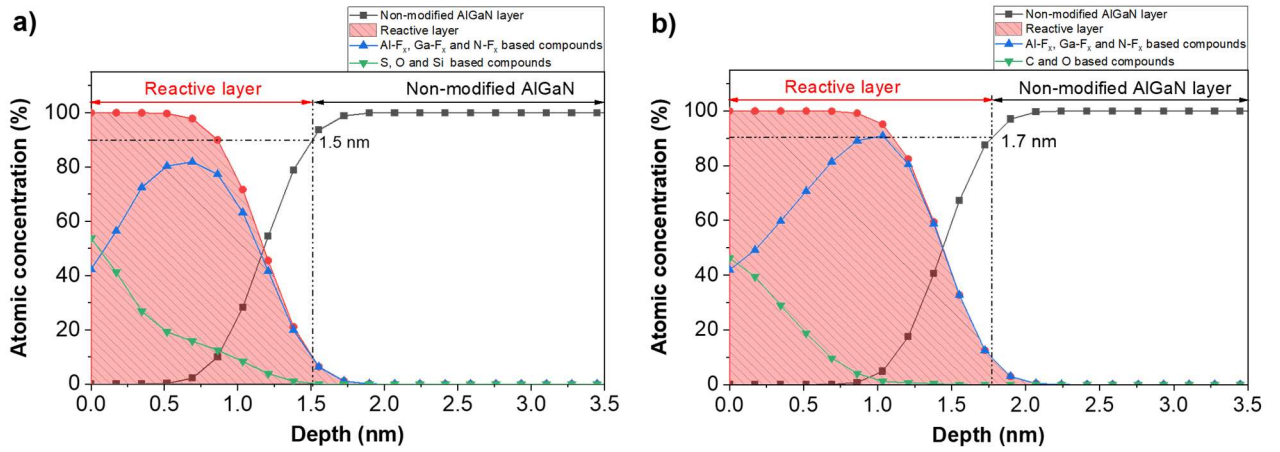 a)
Non-modified AlGaN layer
Reactive layer
Al-Fₓ, Ga-Fₓ and N-Fₓ based compounds
S, O and Si based compounds
Reactive layer
Non-modified AlGaN
100
80
60
40
20
0
1.5 nm
Atomic concentration (%)
0.0 0.5 1.0 1.5 2.0 2.5 3.0 3.5
Depth (nm)
b)
Non-modified AlGaN layer
Reactive layer
Al-Fₓ, Ga-Fₓ and N-Fₓ based compounds
C and O based compounds
Reactive layer
Non-modified AlGaN layer
100
80
60
40
20
0
1.7 nm
Atomic concentration (%)
0.0 0.5 1.0 1.5 2.0 2.5 3.0 3.5
Depth (nm)